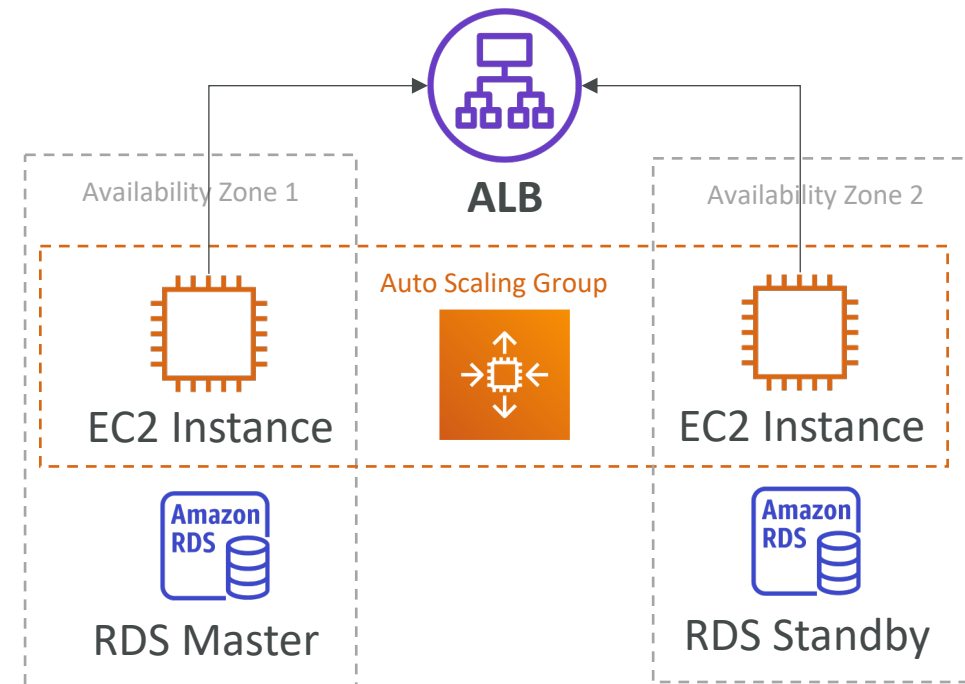 ALB
Availability Zone 1
Availability Zone 2
Auto Scaling Group
EC2 Instance
EC2 Instance
Amazon
RDS
Amazon
RDS
RDS Master
RDS Standby